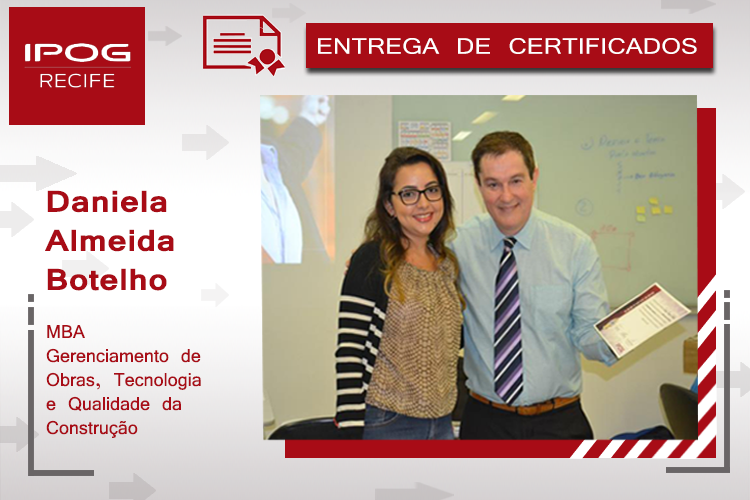 IPOG
RECIFE
ENTREGA DE CERTIFICADOS
Daniela
Almeida
Botelho
MBA
Gerenciamento de
Obras, Tecnologia
e Qualidade da
Construção